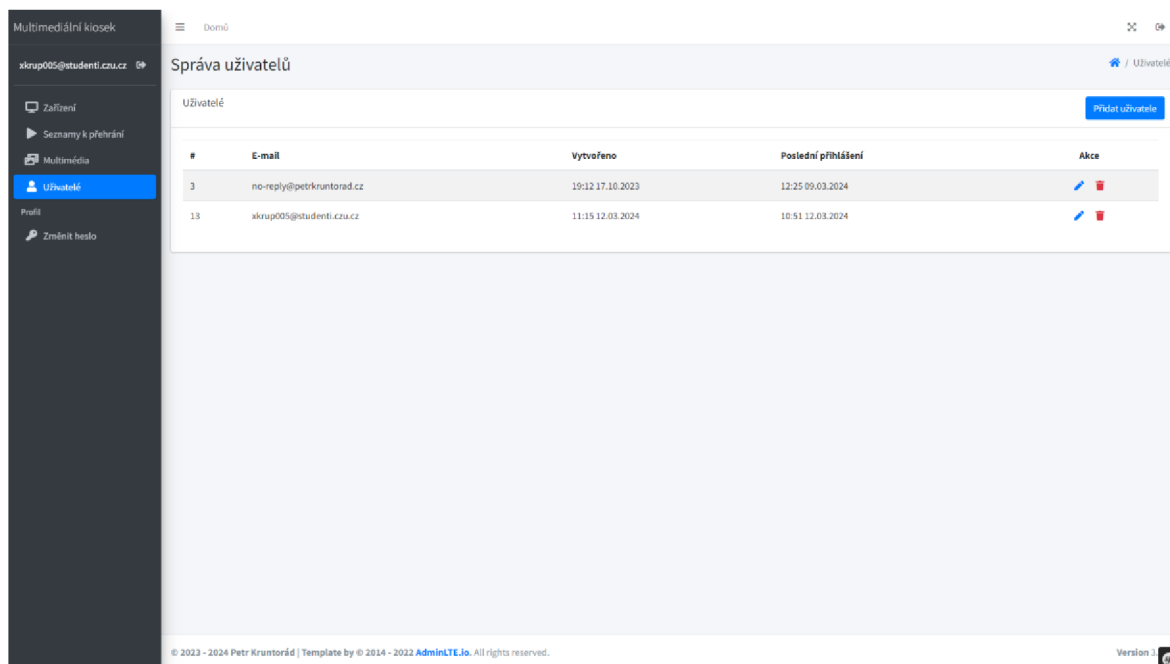 Multimediální kiosek
Domů
xkrup005@studenti.czu.cz
Správa uživatelů
/ Uživatelé
Zařízení
Seznamy k přehrání
Multimédia
Uživatelé
Profil
Změnit heslo
Uživatelé
Přidat uživatele
# E-mail Vytvořeno Poslední přihlášení Akce
3 no-reply@petrkruntorad.cz 19:12 17.10.2023 12:25 09.03.2024
13 xkrup005@studenti.czu.cz 11:15 12.03.2024 10:51 12.03.2024
© 2023 - 2024 Petr Kruntorád | Template by © 2014 - 2022 AdminLTE.io. All rights reserved.
Version 3.